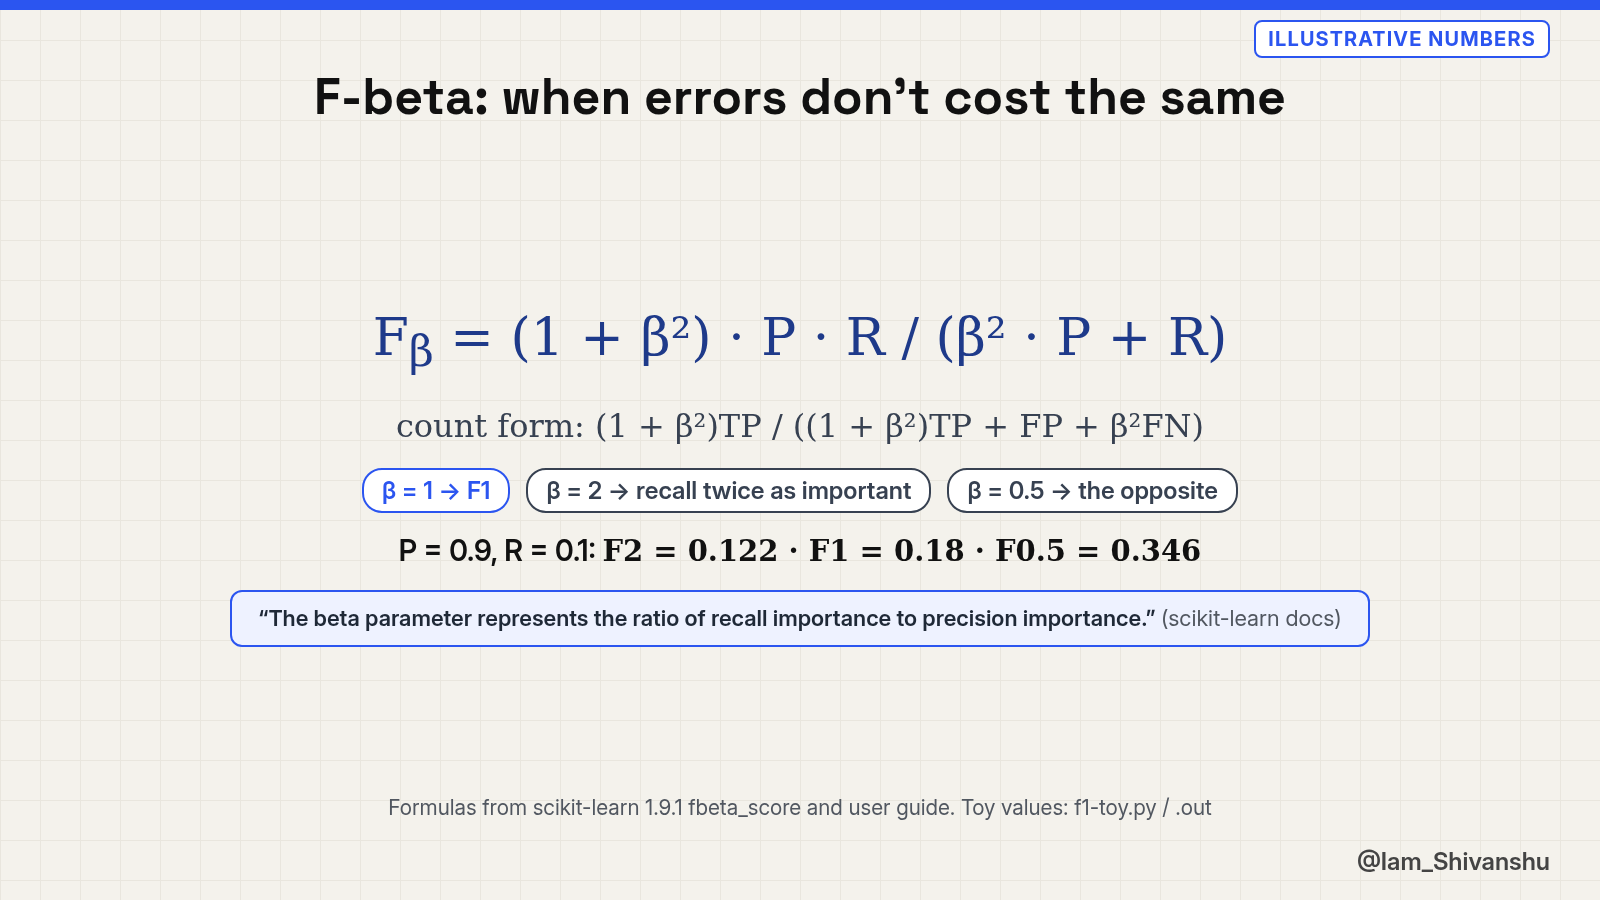 ILLUSTRATIVE NUMBERS
F-beta: when errors don’t cost the same
Fβ = (1 + β²) · P · R / (β² · P + R)
count form: (1 + β²)TP / ((1 + β²)TP + FP + β²FN)
β = 1 → F1
β = 2 → recall twice as important
β = 0.5 → the opposite
P = 0.9, R = 0.1: F2 = 0.122 · F1 = 0.18 · F0.5 = 0.346
“The beta parameter represents the ratio of recall importance to precision importance.” (scikit-learn docs)
Formulas from scikit-learn 1.9.1 fbeta_score and user guide. Toy values: f1-toy.py / .out
@Iam_Shivanshu